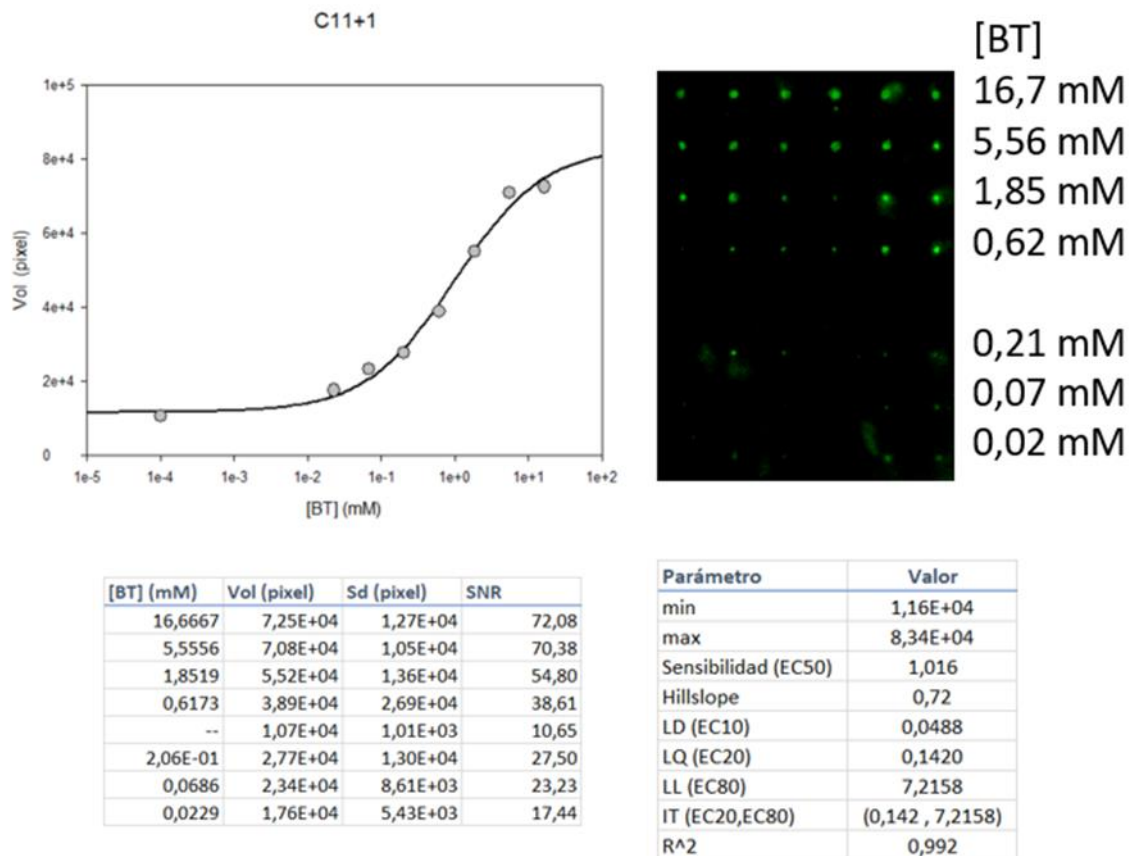 C11+1
1e+5
8e+4
6e+4
4e+4
2e+4
0
Vol (pixel)
1e-5 1e-4 1e-3 1e-2 1e-1 1e+0 1e+1 1e+2
[BT] (mM)
[BT]
16,7 mM
5,56 mM
1,85 mM
0,62 mM
0,21 mM
0,07 mM
0,02 mM
[BT] (mM) Vol (pixel) Sd (pixel) SNR
16,6667 7,25E+04 1,27E+04 72,08
5,5556 7,08E+04 1,05E+04 70,38
1,8519 5,52E+04 1,36E+04 54,80
0,6173 3,89E+04 2,69E+04 38,61
-- 1,07E+04 1,01E+03 10,65
2,06E-01 2,77E+04 1,30E+04 27,50
0,0686 2,34E+04 8,61E+03 23,23
0,0229 1,76E+04 5,43E+03 17,44
Parámetro Valor
min 1,16E+04
max 8,34E+04
Sensibilidad (EC50) 1,016
Hillslope 0,72
LD (EC10) 0,0488
LQ (EC20) 0,1420
LL (EC80) 7,2158
IT (EC20,EC80) (0,142 , 7,2158)
R^2 0,992